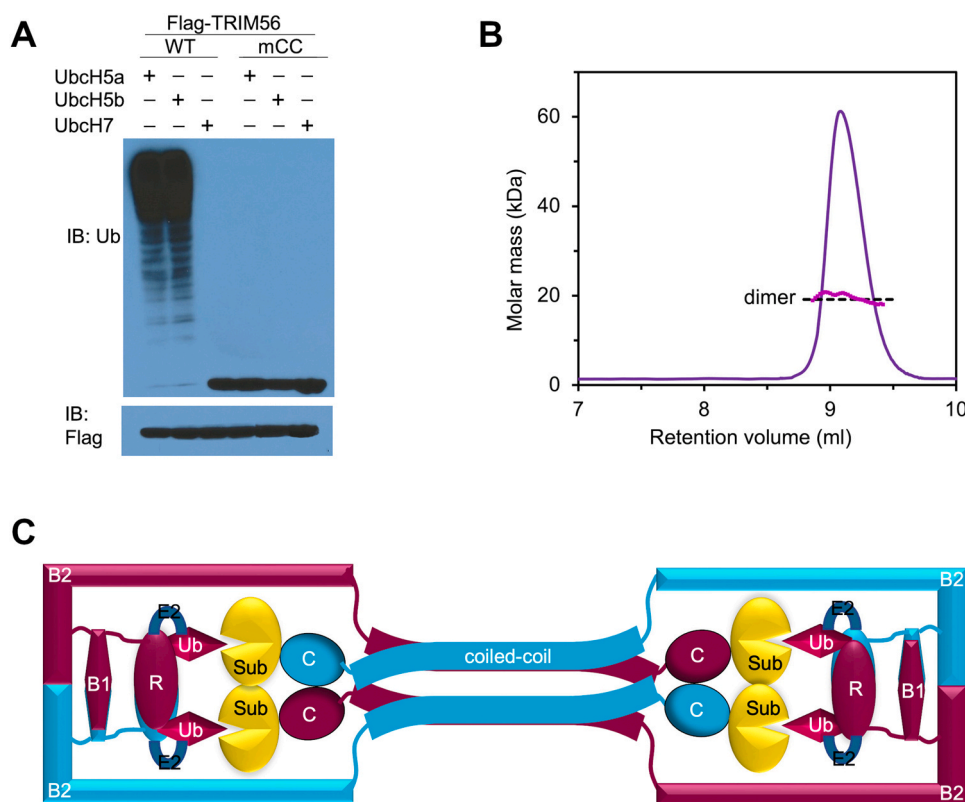 A
Flag-TRIM56
WT mCC
UbcH5a + – – + – –
UbcH5b – + – – + –
UbcH7 – – + – – +
IB: Ub
IB:
Flag
B
Molar mass (kDa)
60
40
20
0
dimer
7 8 9 10
Retention volume (ml)
C
B2 B2
E2 E2
Ub Ub
Sub C coiled-coil C Sub
B1 R R B1
Sub C C Sub
Ub Ub
E2 E2
B2 B2